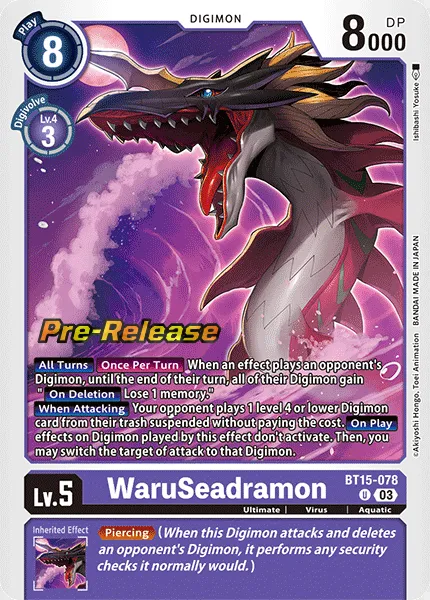 Play
8
DIGIMON
DP
8000
Digivolve
Lv.4
3
Ishibashi Yosuke
©Akiyoshi Hongo, Toei Animation BANDAI MADE IN JAPAN
Pre-Release
All Turns Once Per Turn When an effect plays an opponent's
Digimon, until the end of their turn, all of their Digimon gain
" On Deletion Lose 1 memory."
When Attacking Your opponent plays 1 level 4 or lower Digimon
card from their trash suspended without paying the cost. On Play
effects on Digimon played by this effect don't activate. Then, you
may switch the target of attack to that Digimon.
BT15-078
Lv.5 WaruSeadramon U 03
Ultimate Virus Aquatic
Inherited Effect
Piercing (When this Digimon attacks and deletes
an opponent's Digimon, it performs any security
checks it normally would.)